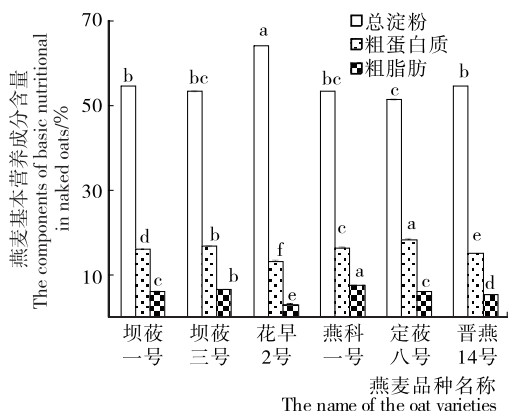 燕麦基本营养成分含量
The components of basic nutritional
in naked oats/%
70
50
30
10
总淀粉
粗蛋白质
粗脂肪
b
d
c
bc
b
b
a
f
e
bc
c
a
c
a
c
b
e
d
坝莜
一号
坝莜
三号
花早
2号
燕科
一号
定莜
八号
晋燕
14号
燕麦品种名称
The name of the oat varieties